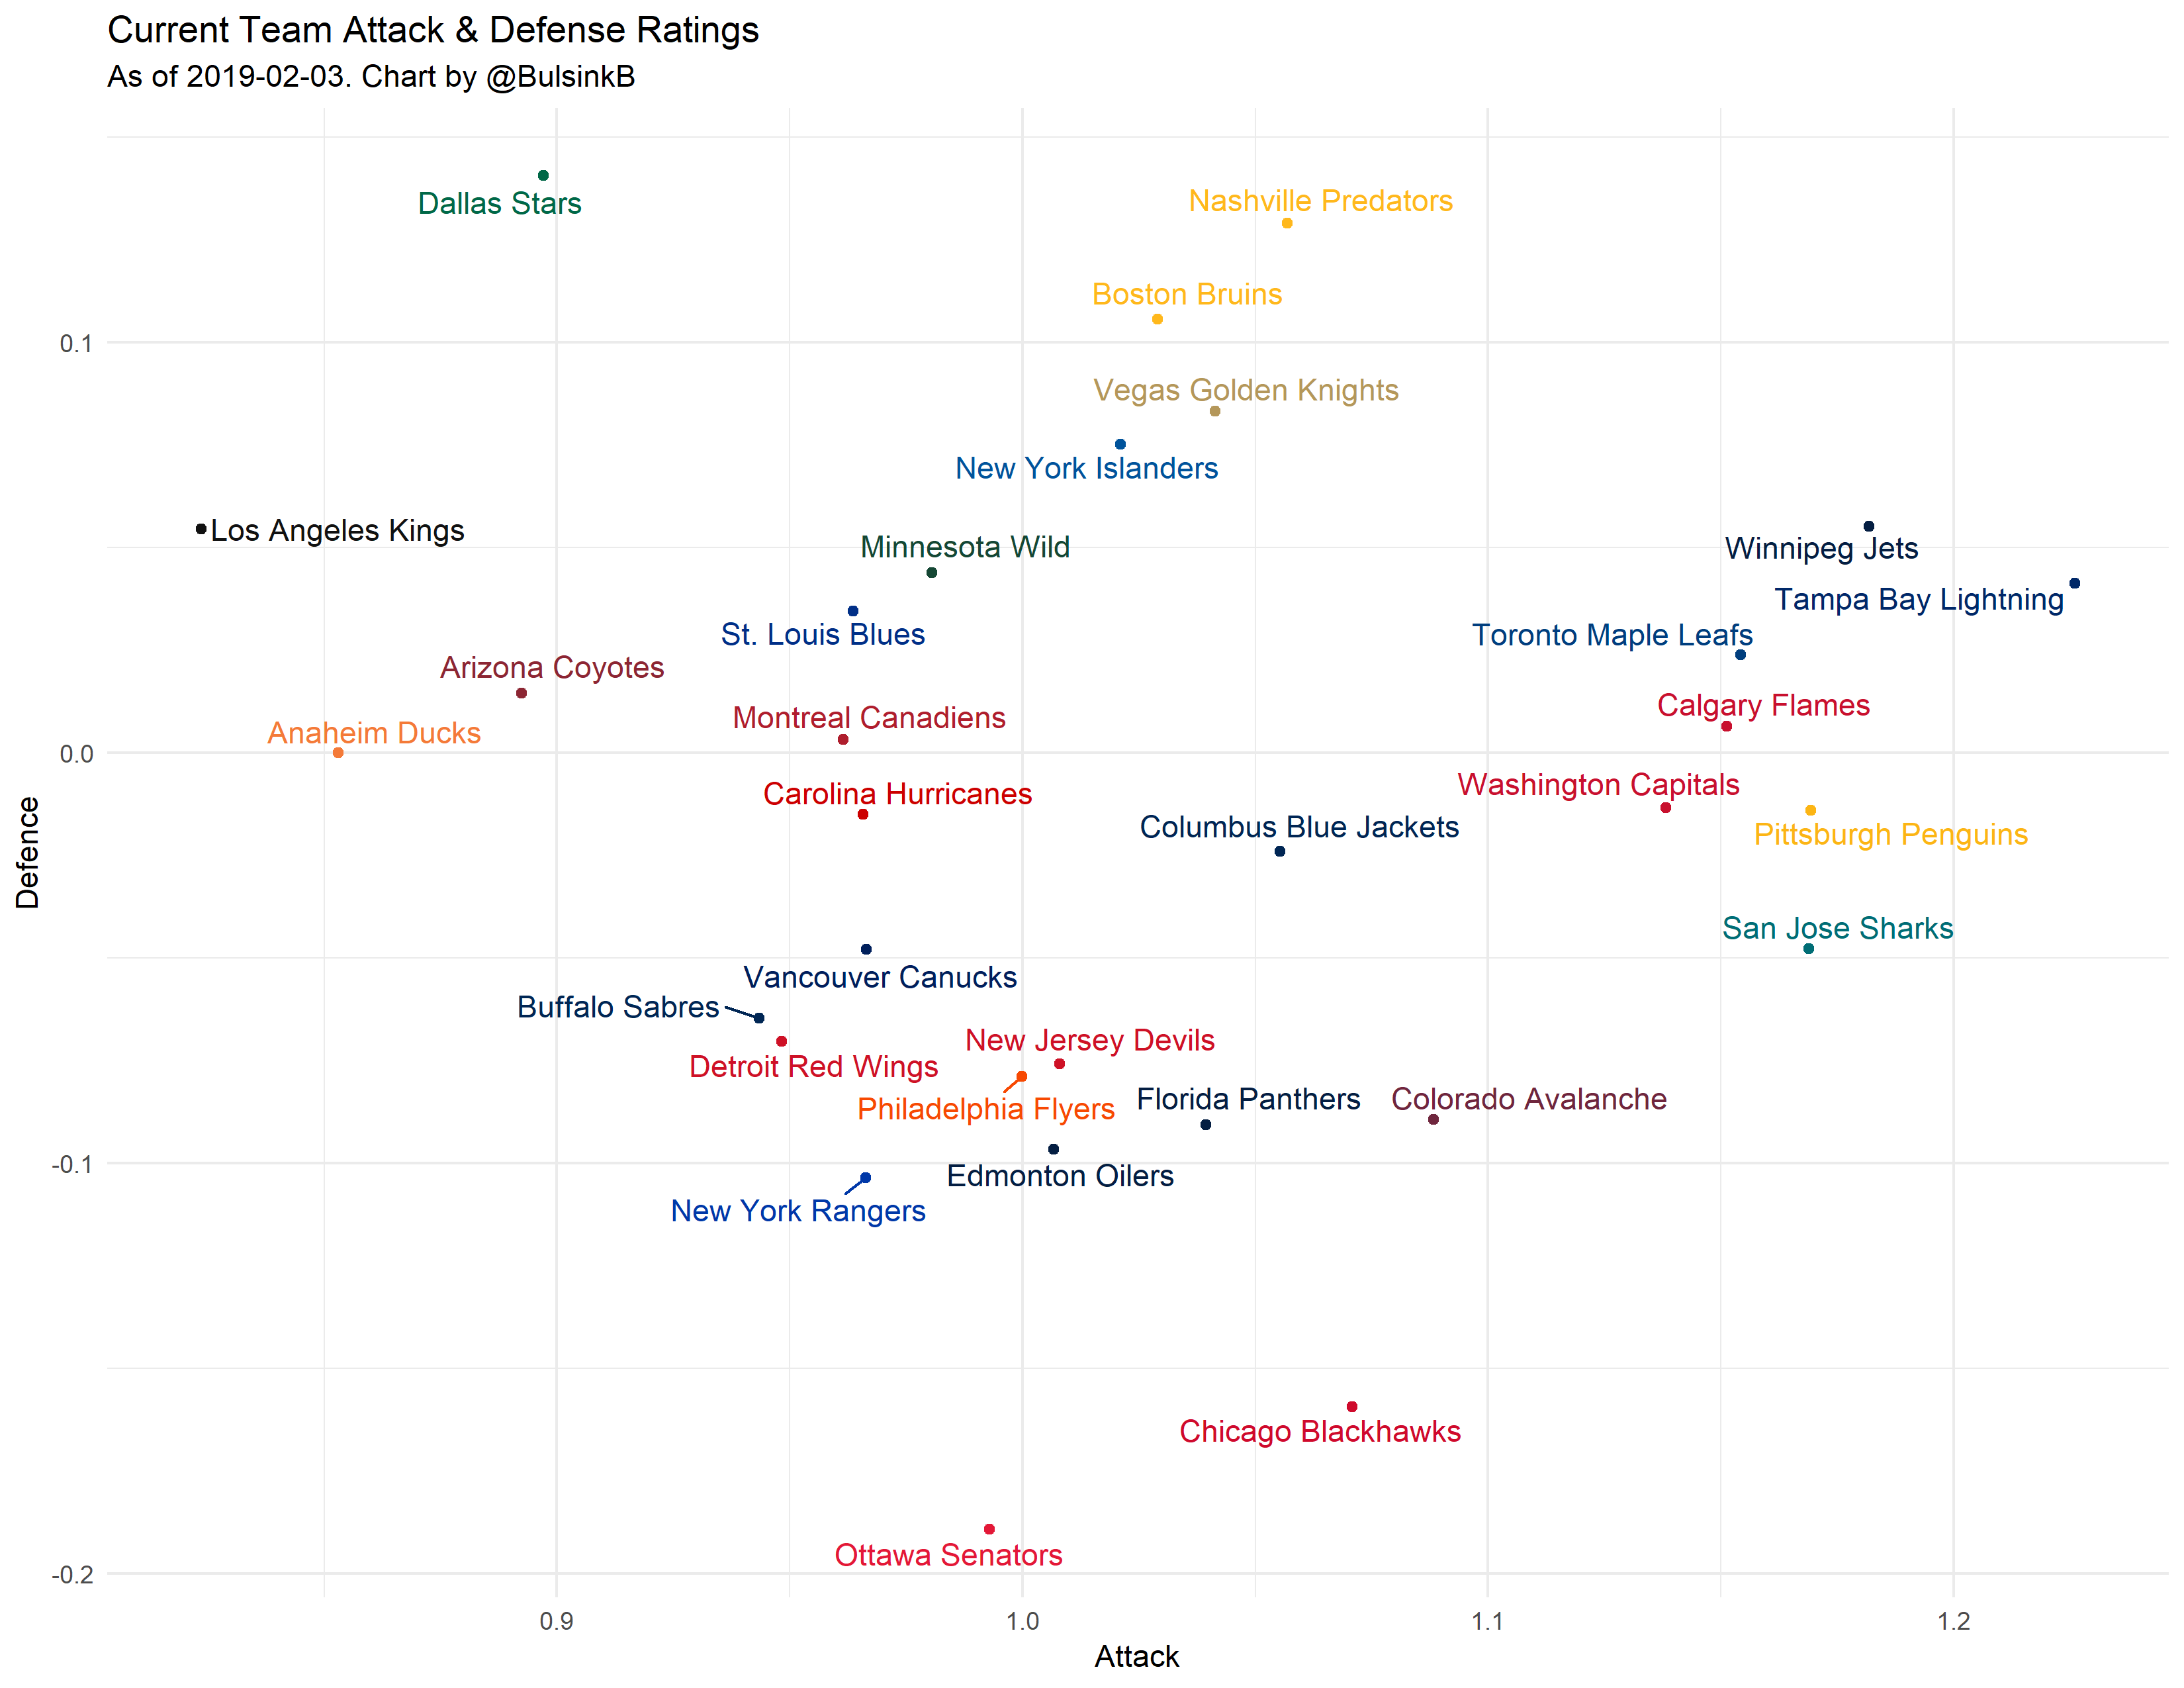 Current Team Attack & Defense Ratings
As of 2019-02-03. Chart by @BulsinkB
Dallas Stars
Nashville Predators
Boston Bruins
0.1
Vegas Golden Knights
New York Islanders
Los Angeles Kings
Minnesota Wild
Winnipeg Jets
Tampa Bay Lightning
St. Louis Blues
Toronto Maple Leafs
Arizona Coyotes
Calgary Flames
Montreal Canadiens
Anaheim Ducks
0.0
Washington Capitals
Carolina Hurricanes
Columbus Blue Jackets
Pittsburgh Penguins
Defence
San Jose Sharks
Vancouver Canucks
Buffalo Sabres
New Jersey Devils
Detroit Red Wings
Florida Panthers
Colorado Avalanche
Philadelphia Flyers
-0.1
Edmonton Oilers
New York Rangers
Chicago Blackhawks
Ottawa Senators
-0.2
0.9
1.0
1.1
1.2
Attack